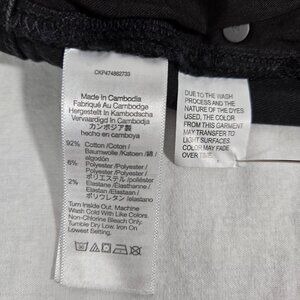 CKP474862733
Made In Cambodia
Fabriqué Au Cambodge
Hergestellt In Kambodscha
Vervaardigd In Cambodja
カンボジア製
hecho en camboya
92% Cotton /Coton /
Baumwolle /Katoen /綿 /
algodón
6% Polyester /Polyester /
Polyester /Polyester /
ポリエステル /poliéster
2% Elastane /Élasthanne /
Elasthan /Elastaan /
ポリウレタン /elastano
Turn Inside Out. Machine
Wash Cold With Like Colors.
Non-Chlorine Bleach Only.
Tumble Dry Low. Iron On
Lowest Setting.
DUE TO THE WASH
PROCESS AND THE
NATURE OF THE DYES
USED, THE COLOR
FROM THIS GARMENT
MAY TRANSFER TO
LIGHT SURFACES.
COLOR MAY FADE
OVER TIME.